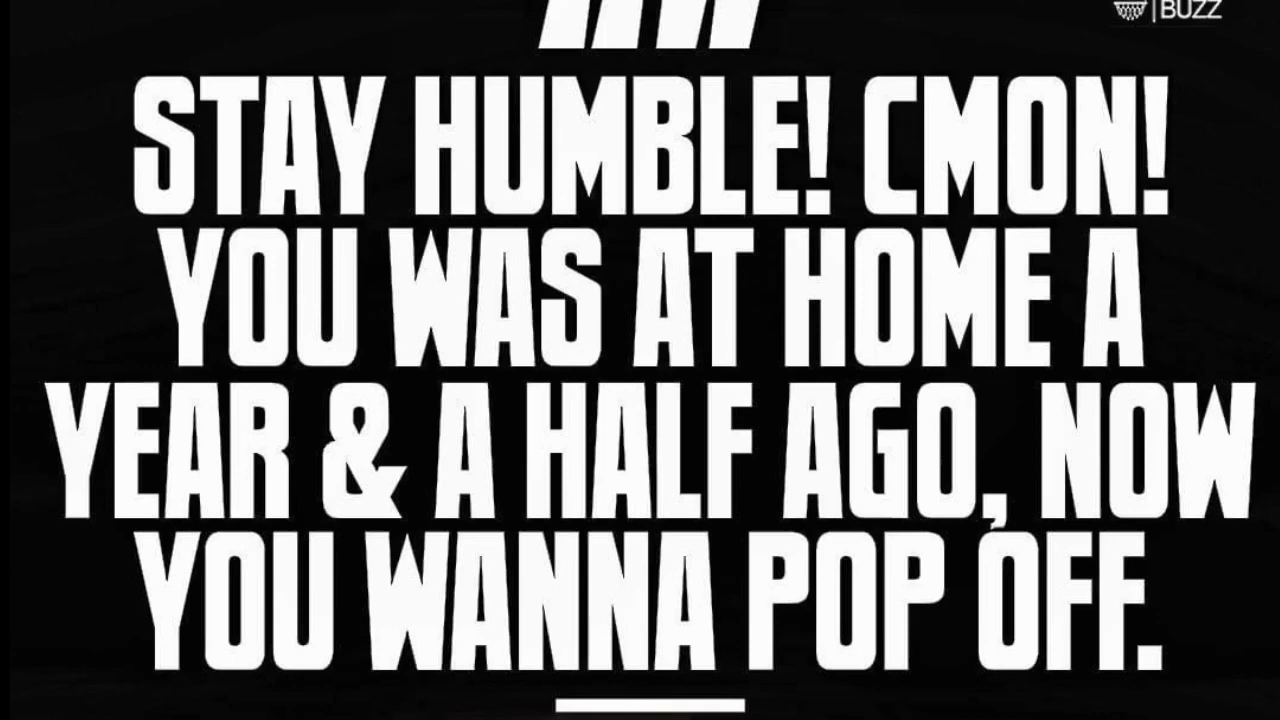 | BUZZ
STAY HUMBLE! CMON!
YOU WAS AT HOME A
YEAR & A HALF AGO, NOW
YOU WANNA POP OFF.